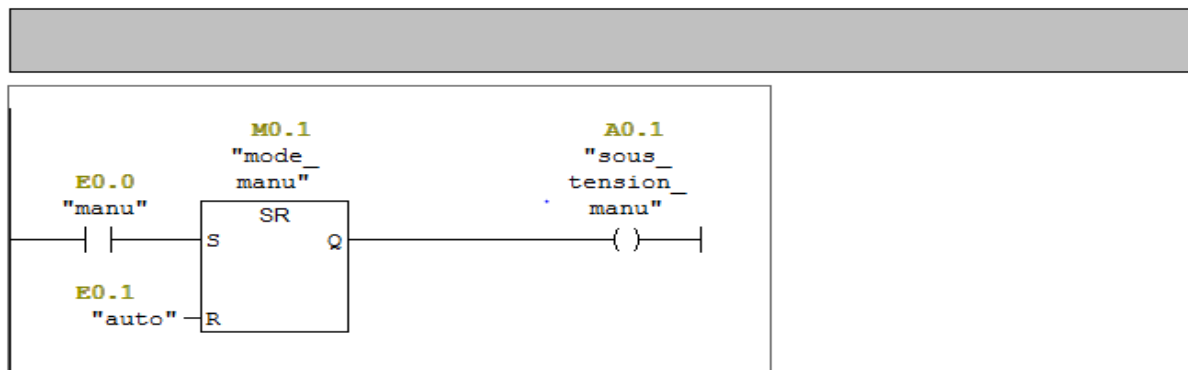 M0.1
"mode_
manu"
A0.1
"sous_
tension_
manu"
E0.0
"manu"
SR
S
Q
E0.1
"auto"
R